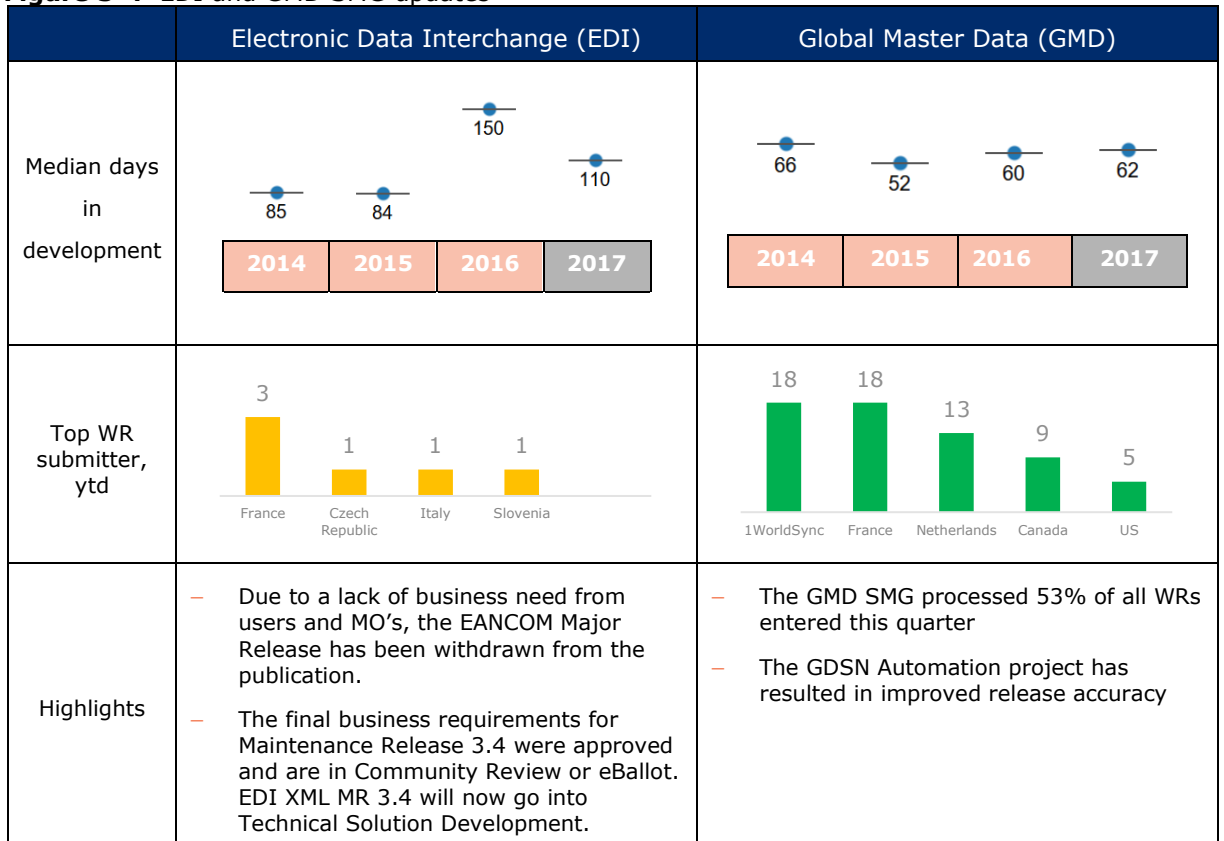 EDI and GMD SMG updates
Electronic Data Interchange (EDI)
Global Master Data (GMD)
Median days
in
development
150
110
85
84
2014 2015 2016 2017
66
52
60
62
2014 2015 2016 2017
Top WR
submitter,
ytd
3
1
1
1
France
Czech
Republic
Italy
Slovenia
18
18
13
9
5
1WorldSync
France
Netherlands
Canada
US
Highlights
– Due to a lack of business need from
users and MO’s, the EANCOM Major
Release has been withdrawn from the
publication.
– The final business requirements for
Maintenance Release 3.4 were approved
and are in Community Review or eBallot.
EDI XML MR 3.4 will now go into
Technical Solution Development.
– The GMD SMG processed 53% of all WRs
entered this quarter
– The GDSN Automation project has
resulted in improved release accuracy